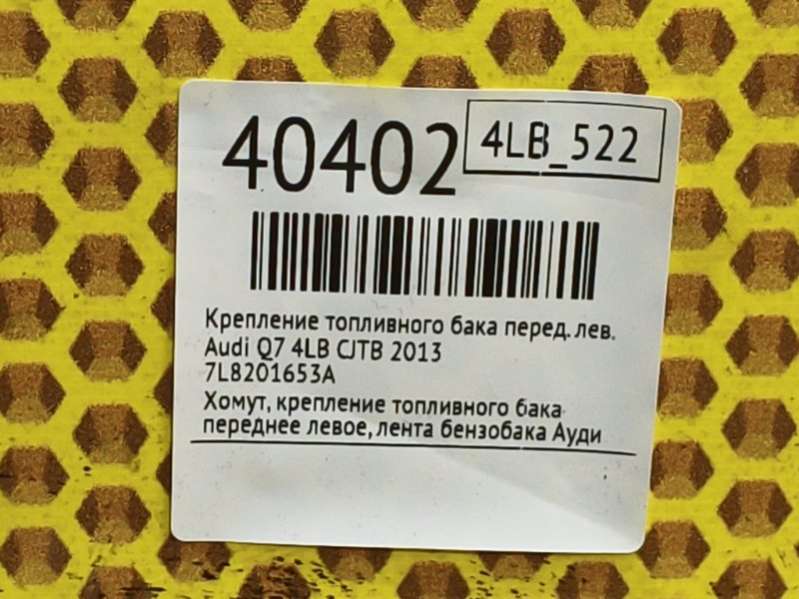 40402
4LB_522
Крепление топливного бака перед. лев.
Audi Q7 4LB CJTB 2013
7L8201653A
Хомут, крепление топливного бака
переднее левое, лента бензобака Ауди